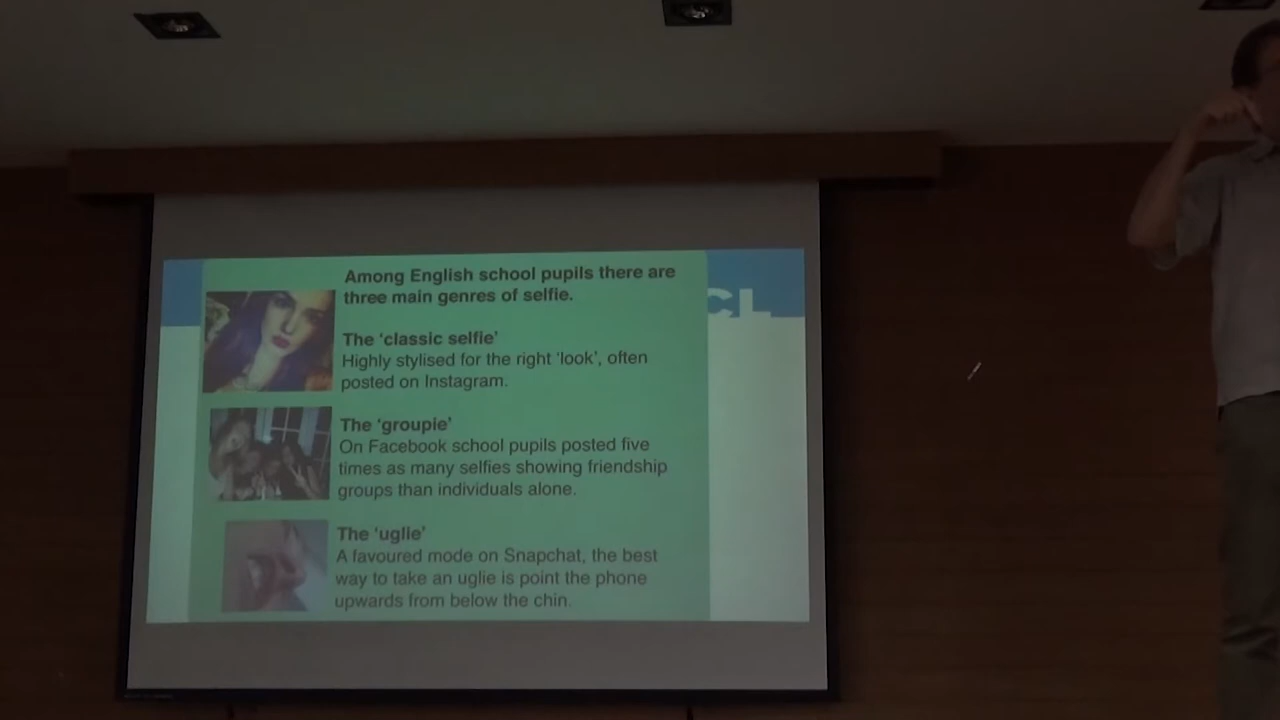 Among English school pupils there are
three main genres of selfie.
The ‘classic selfie’
Highly stylised for the right ‘look’, often
posted on Instagram.
The ‘groupie’
On Facebook school pupils posted five
times as many selfies showing friendship
groups than individuals alone.
The ‘uglie’
A favoured mode on Snapchat, the best
way to take an uglie is point the phone
upwards from below the chin.
CL